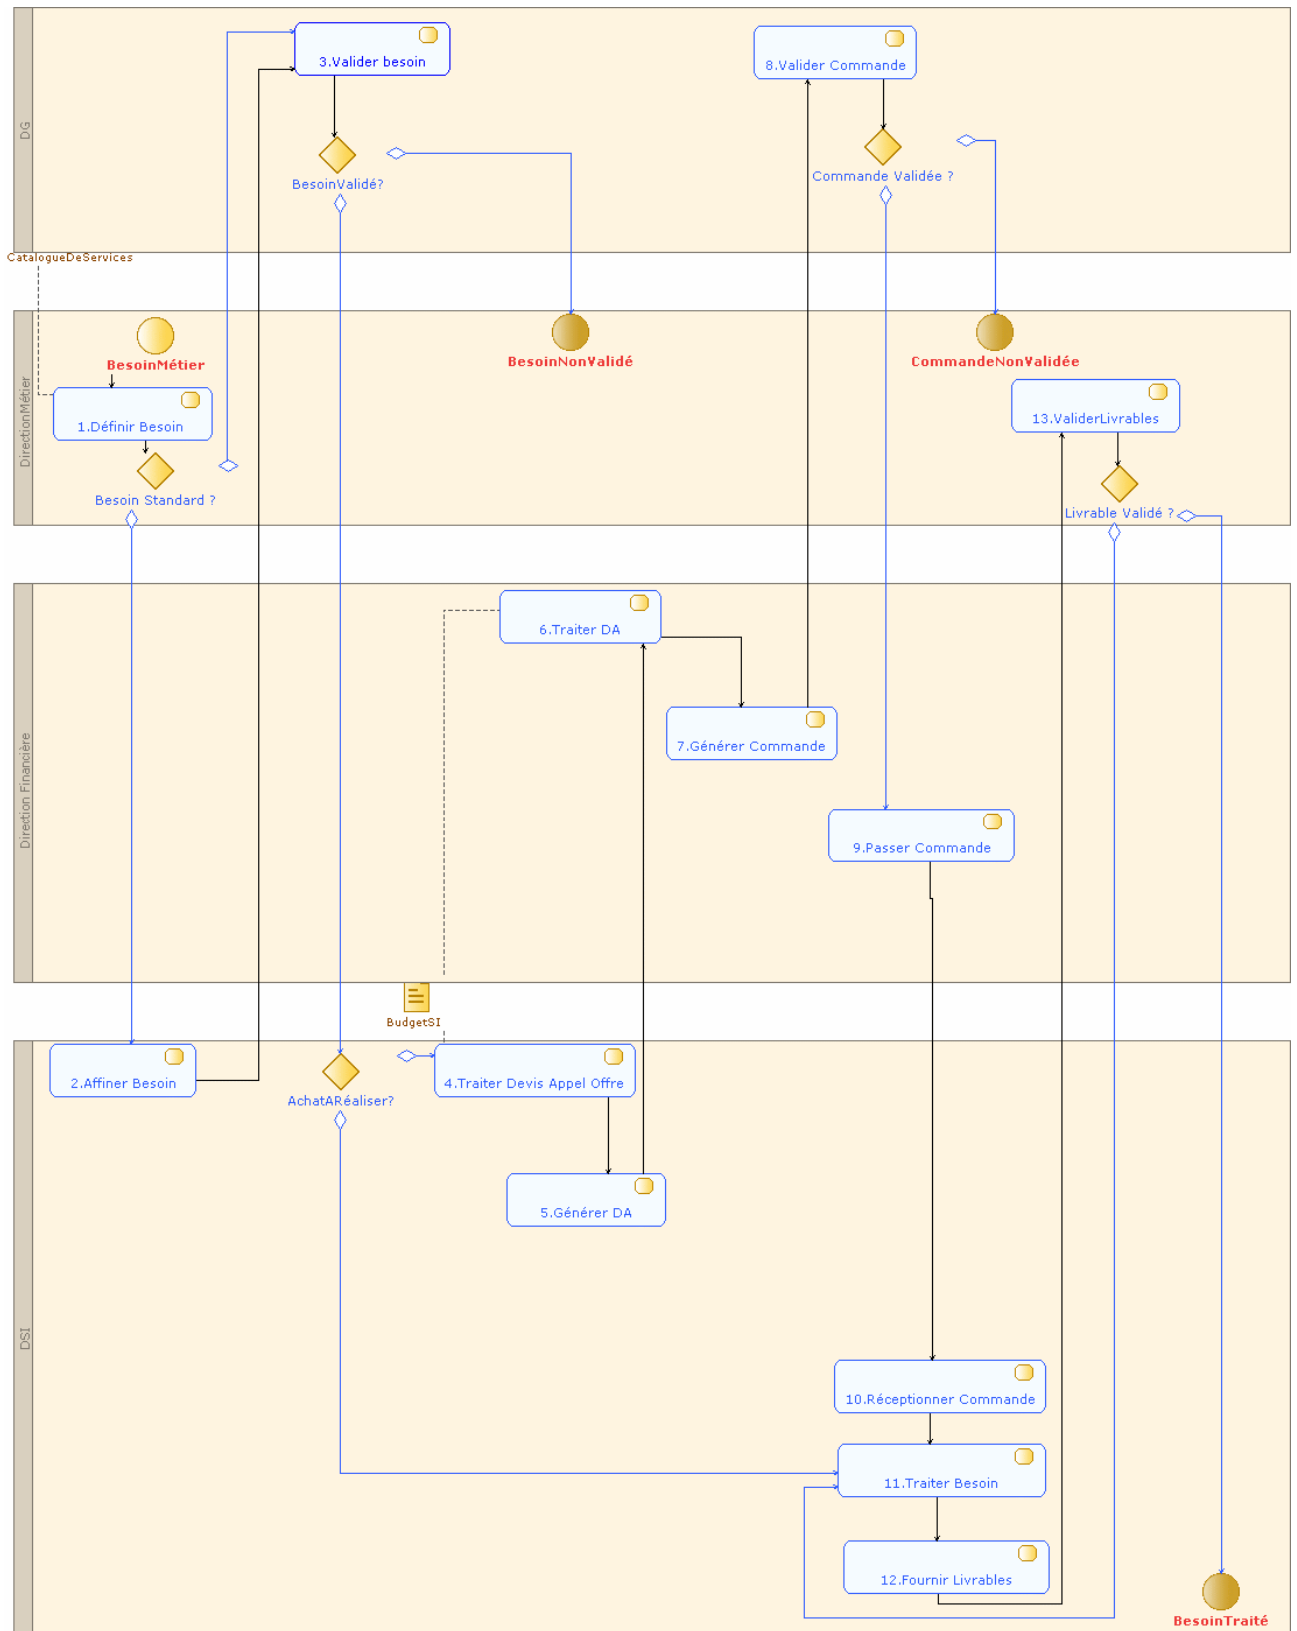 DG
3.Valider besoin
8.Valider Commande
BesoinValidé?
Commande Validée ?
CatalogueDeServices
DirectionMétier
BesoinMétier
BesoinNonValidé
CommandeNonValidée
1.Définir Besoin
13.ValiderLivrables
Besoin Standard ?
Livrable Validé ?
Direction Financière
6.Traiter DA
7.Générer Commande
9.Passer Commande
BudgetSI
DSI
2.Affiner Besoin
4.Traiter Devis Appel Offre
AchatARéaliser?
5.Générer DA
10.Réceptionner Commande
11.Traiter Besoin
12.Fournir Livrables
BesoinTraité